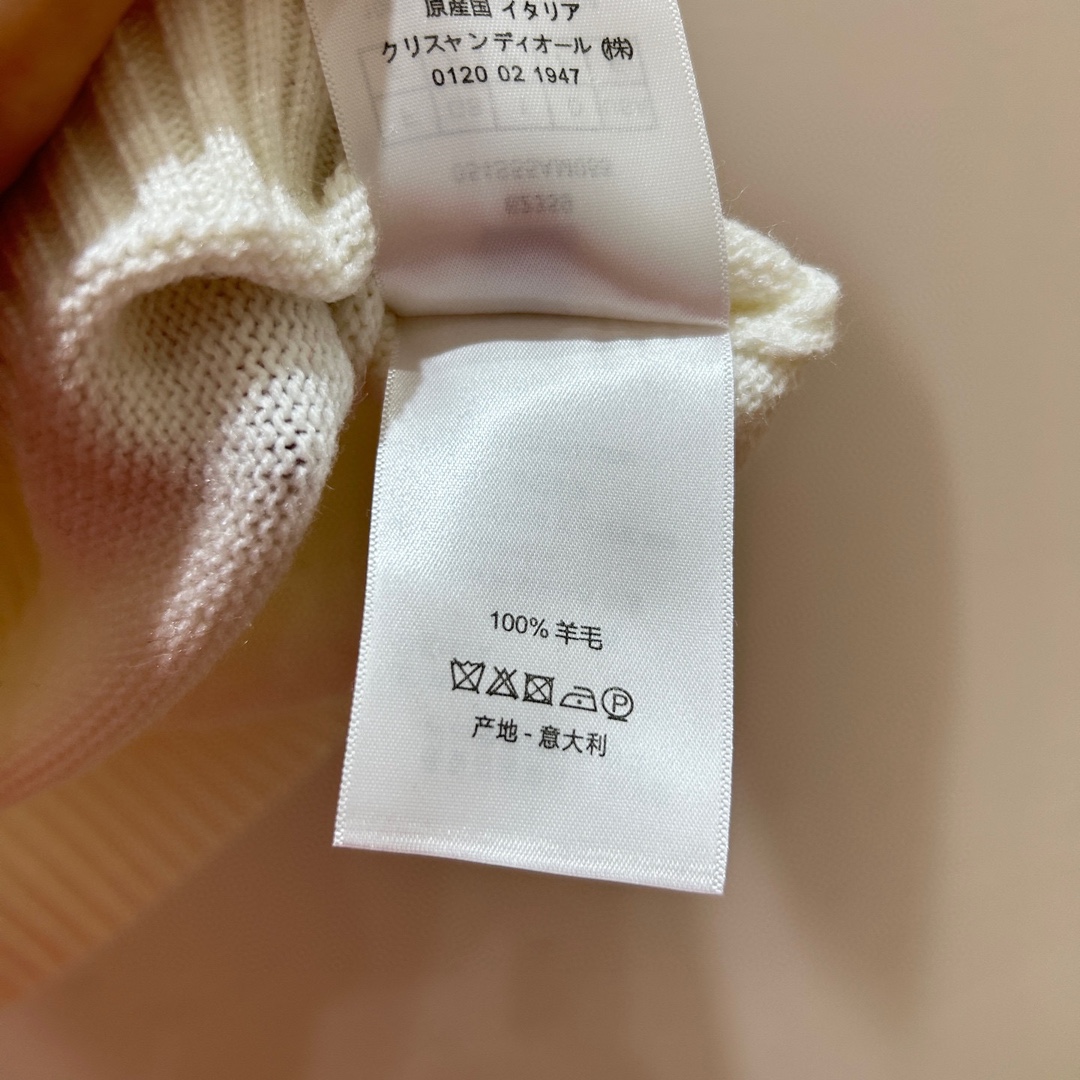 原産国 イタリア
クリスャンディオール ㈱
0120 02 1947
100% 羊毛
产地 - 意大利